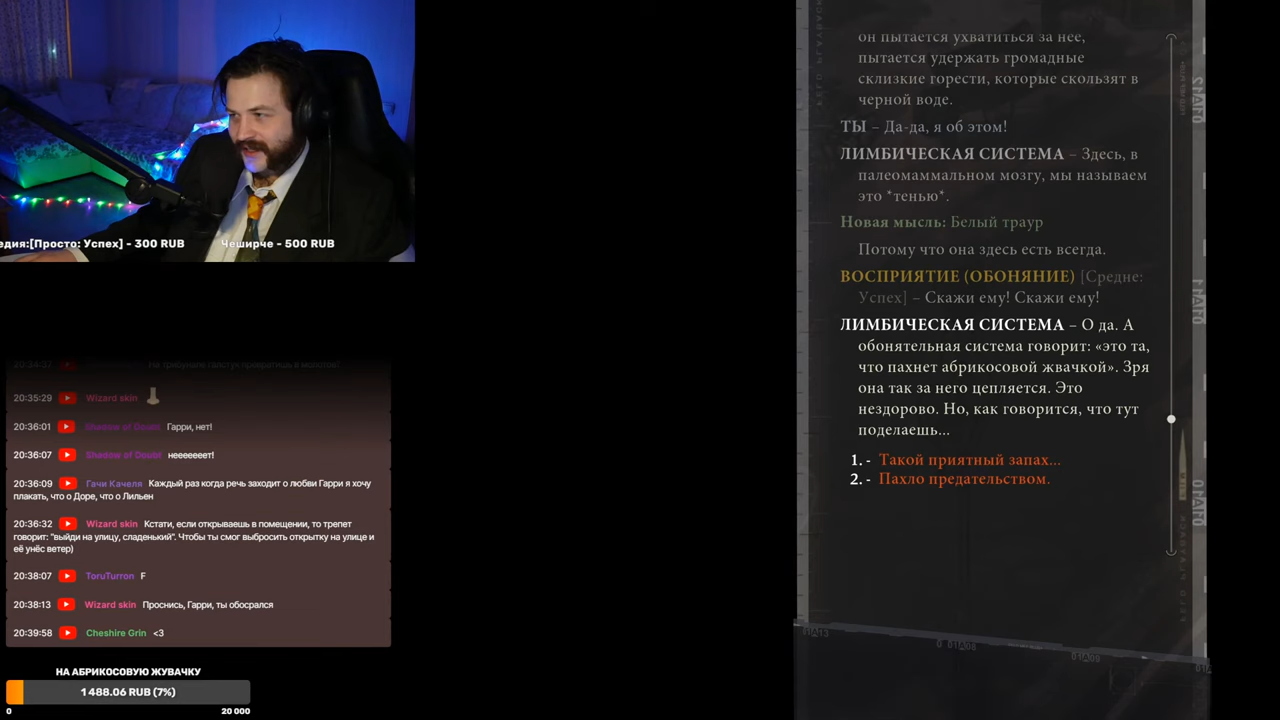 едия:[Просто: Успех] - 300 RUB
Чеширче - 500 RUB
20:34:37 На трибунале галстук превратишь в молотов?
20:35:29 Wizard skin
20:36:01 Shadow of Doubt Гарри, нет!
20:36:07 Shadow of Doubt неееееeeт!
20:36:09 Гачи Качеля Каждый раз когда речь заходит о любви Гарри я хочу
плакать, что о Доре, что о Лильен
20:36:32 Wizard skin Кстати, если открываешь в помещении, то трепет
говорит: "выйди на улицу, сладенький". Чтобы ты смог выбросить открытку на улице и
её унёс ветер)
20:38:07 ToruTurron F
20:38:13 Wizard skin Проснись, Гарри, ты обосрался
20:39:58 Cheshire Grin <3
НА АБРИКОСОВУЮ ЖУВАЧКУ
1 488.06 RUB (7%)
0
20 000
он пытается ухватиться за нее,
пытается удержать громадные
склизкие горести, которые скользят в
черной воде.
ТЫ – Да-да, я об этом!
ЛИМБИЧЕСКАЯ СИСТЕМА – Здесь, в
палеомаммальном мозгу, мы называем
это *тенью*.
Новая мысль: Белый траур
Потому что она здесь есть всегда.
ВОСПРИЯТИЕ (ОБОНЯНИЕ) [Средне:
Успех] – Скажи ему! Скажи ему!
ЛИМБИЧЕСКАЯ СИСТЕМА – О да. А
обонятельная система говорит: «это та,
что пахнет абрикосовой жвачкой». Зря
она так за него цепляется. Это
нездорово. Но, как говорится, что тут
поделаешь...
1. - Такой приятный запах...
2. - Пахло предательством.